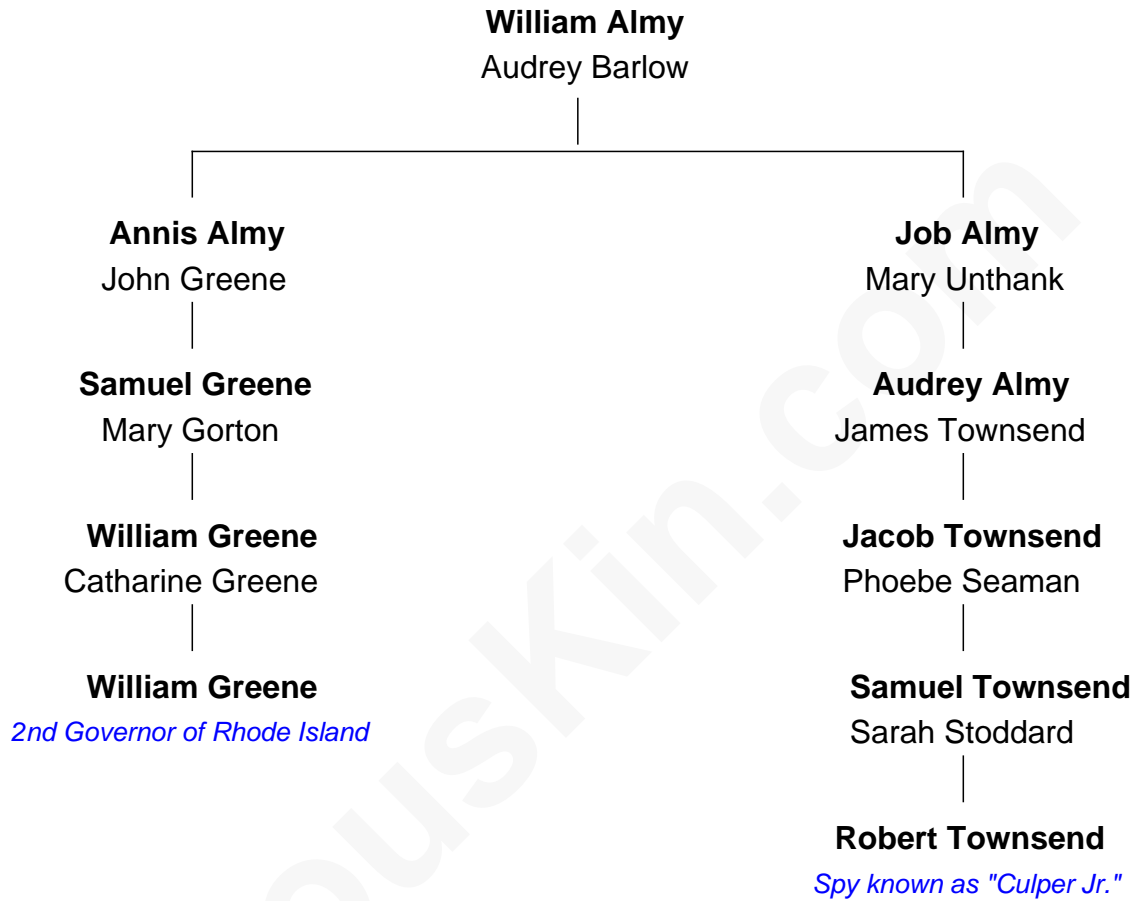 William Almy
Audrey Barlow
Annis Almy
John Greene
Job Almy
Mary Unthank
Samuel Greene
Mary Gorton
Audrey Almy
James Townsend
William Greene
Catharine Greene
Jacob Townsend
Phoebe Seaman
William Greene
2nd Governor of Rhode Island
Samuel Townsend
Sarah Stoddard
Robert Townsend
Spy known as "Culper Jr."
ousKin.com